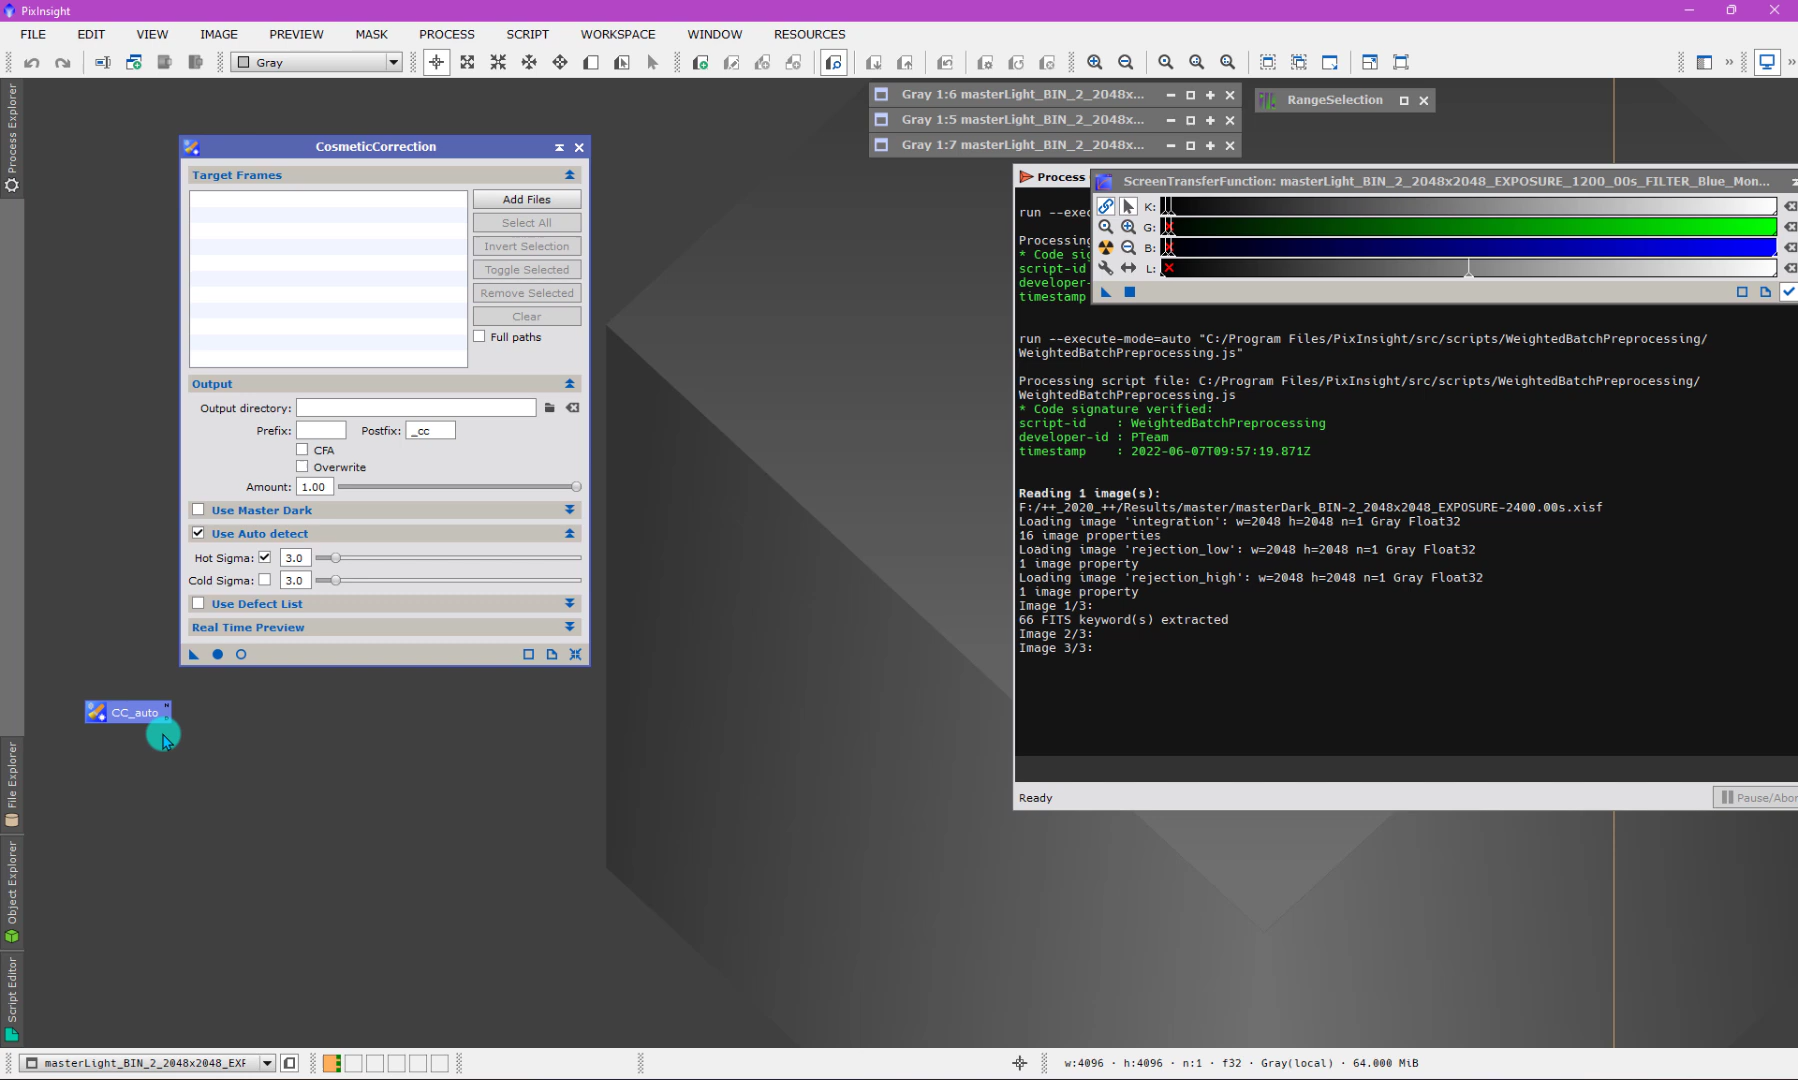 PixInsight
FILE EDIT VIEW IMAGE PREVIEW MASK PROCESS SCRIPT WORKSPACE WINDOW RESOURCES
Gray
Process Explorer
File Explorer
Object Explorer
Script Editor
CosmeticCorrection
Target Frames
Add Files
Select All
Invert Selection
Toggle Selected
Remove Selected
Clear
Full paths
Output
Output directory:
Prefix: Postfix: _cc
CFA
Overwrite
Amount: 1.00
Use Master Dark
Use Auto detect
Hot Sigma: 3.0
Cold Sigma: 3.0
Use Defect List
Real Time Preview
CC_auto
Gray 1:6 masterLight_BIN_2_2048x...
Gray 1:5 masterLight_BIN_2_2048x...
Gray 1:7 masterLight_BIN_2_2048x...
RangeSelection
Process
ScreenTransferFunction: masterLight_BIN_2_2048x2048_EXPOSURE_1200_00s_FILTER_Blue_Mon...
K:
G:
B:
L:
run --exec
Processing
* Code sig
script-id
developer-
timestamp
run --execute-mode=auto "C:/Program Files/PixInsight/src/scripts/WeightedBatchPreprocessing/
WeightedBatchPreprocessing.js"
Processing script file: C:/Program Files/PixInsight/src/scripts/WeightedBatchPreprocessing/
WeightedBatchPreprocessing.js
* Code signature verified:
script-id : WeightedBatchPreprocessing
developer-id : PTeam
timestamp : 2022-06-07T09:57:19.871Z
Reading 1 image(s):
F:/++_2020_++/Results/master/masterDark_BIN-2_2048x2048_EXPOSURE-2400.00s.xisf
Loading image 'integration': w=2048 h=2048 n=1 Gray Float32
16 image properties
Loading image 'rejection_low': w=2048 h=2048 n=1 Gray Float32
1 image property
Loading image 'rejection_high': w=2048 h=2048 n=1 Gray Float32
1 image property
Image 1/3:
66 FITS keyword(s) extracted
Image 2/3:
Image 3/3:
Ready
Pause/Abor
masterLight_BIN_2_2048x2048_EXF
w:4096 · h:4096 · n:1 · f32 · Gray(local) · 64.000 MiB